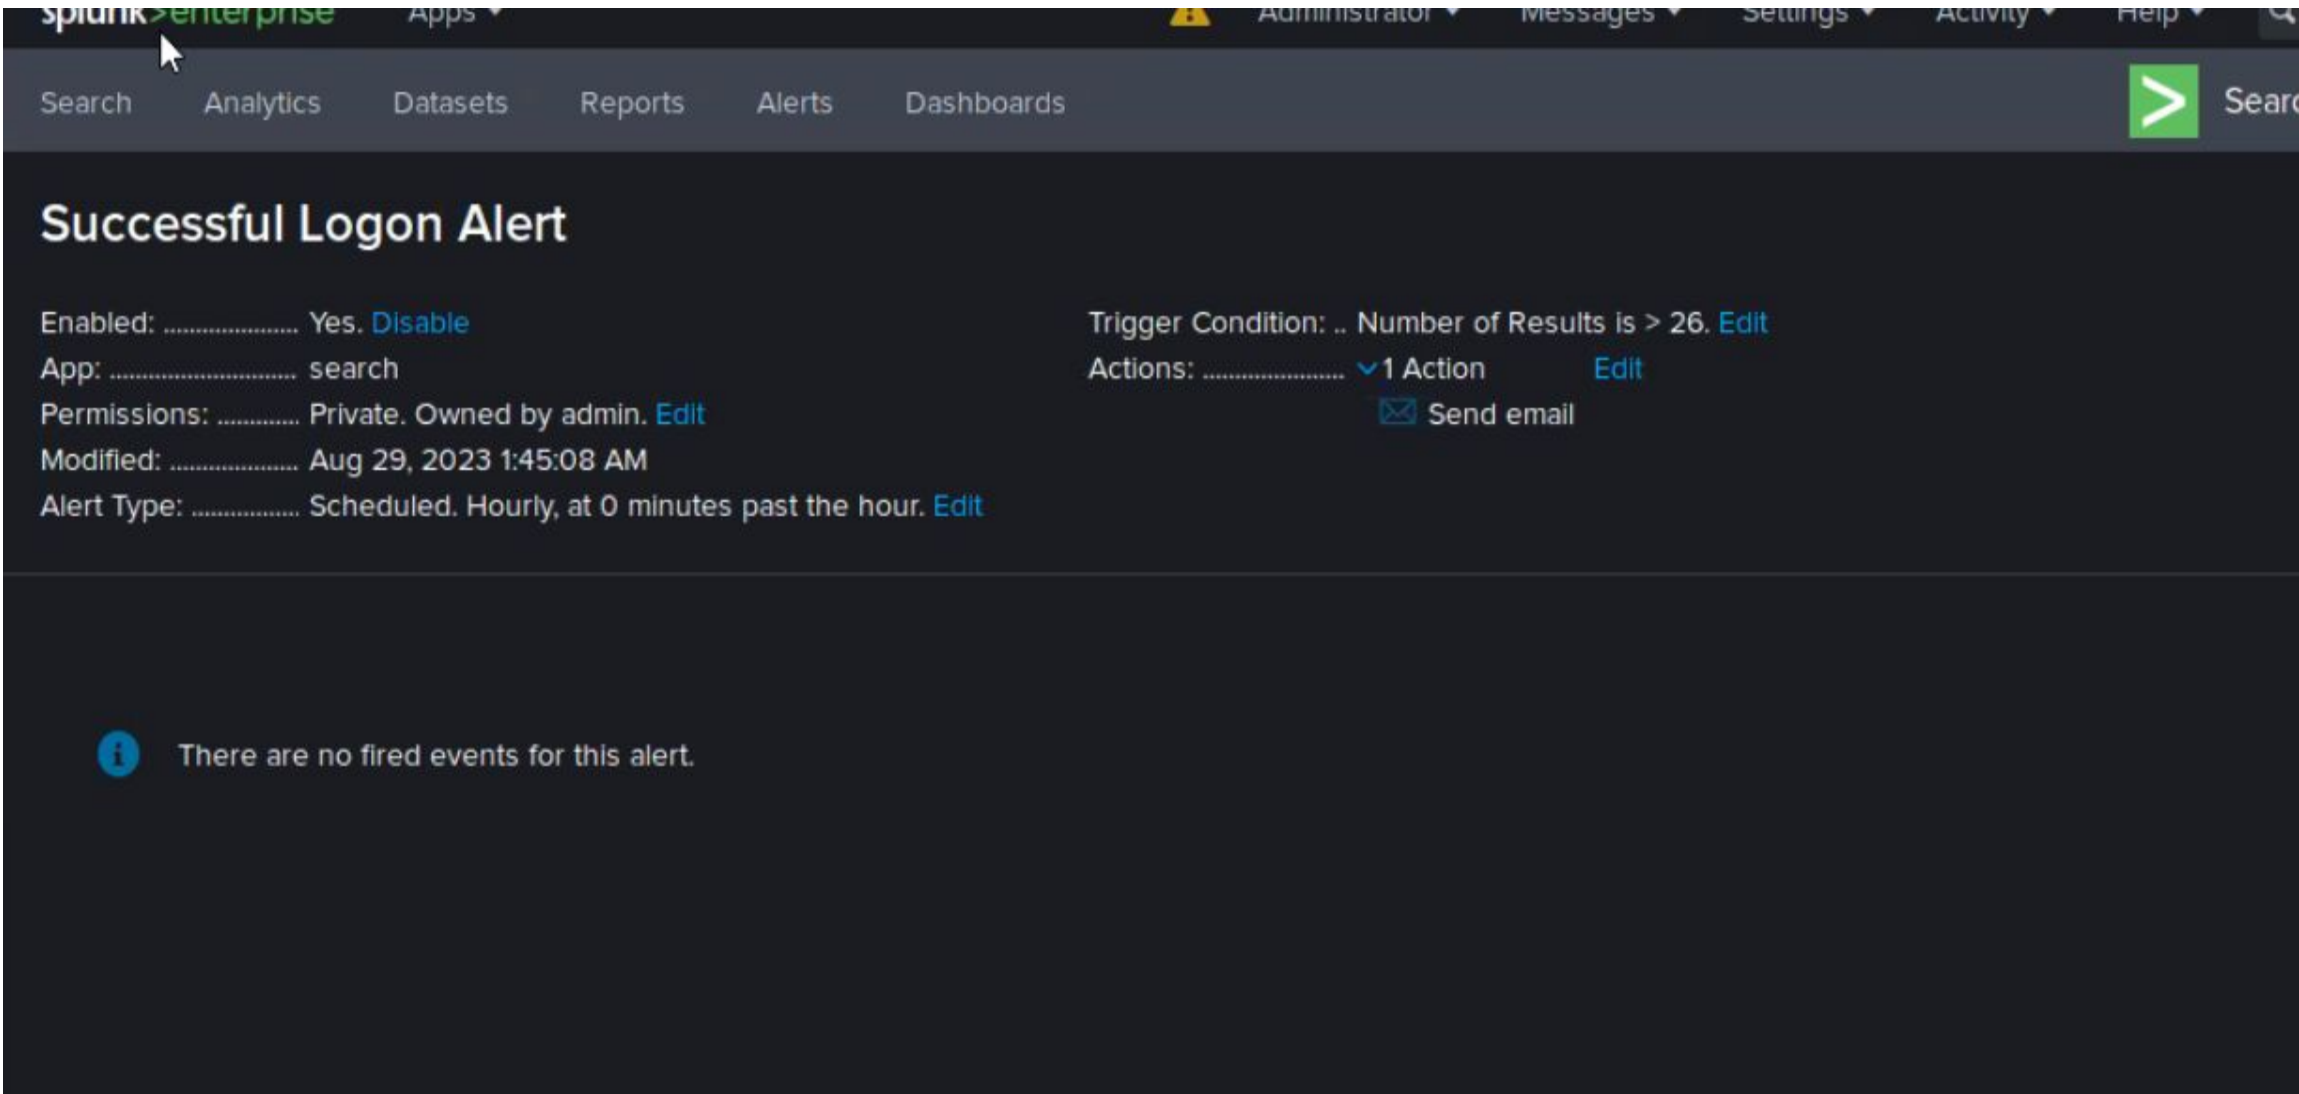 splunk>enterprise Apps Administrator Messages Settings Activity Help
Search Analytics Datasets Reports Alerts Dashboards Searc
Successful Logon Alert
Enabled: ..................... Yes. Disable
App: ............................. search
Permissions: ............. Private. Owned by admin. Edit
Modified: .................... Aug 29, 2023 1:45:08 AM
Alert Type: ................. Scheduled. Hourly, at 0 minutes past the hour. Edit
Trigger Condition: .. Number of Results is > 26. Edit
Actions: ...................... 1 Action Edit
Send email
There are no fired events for this alert.